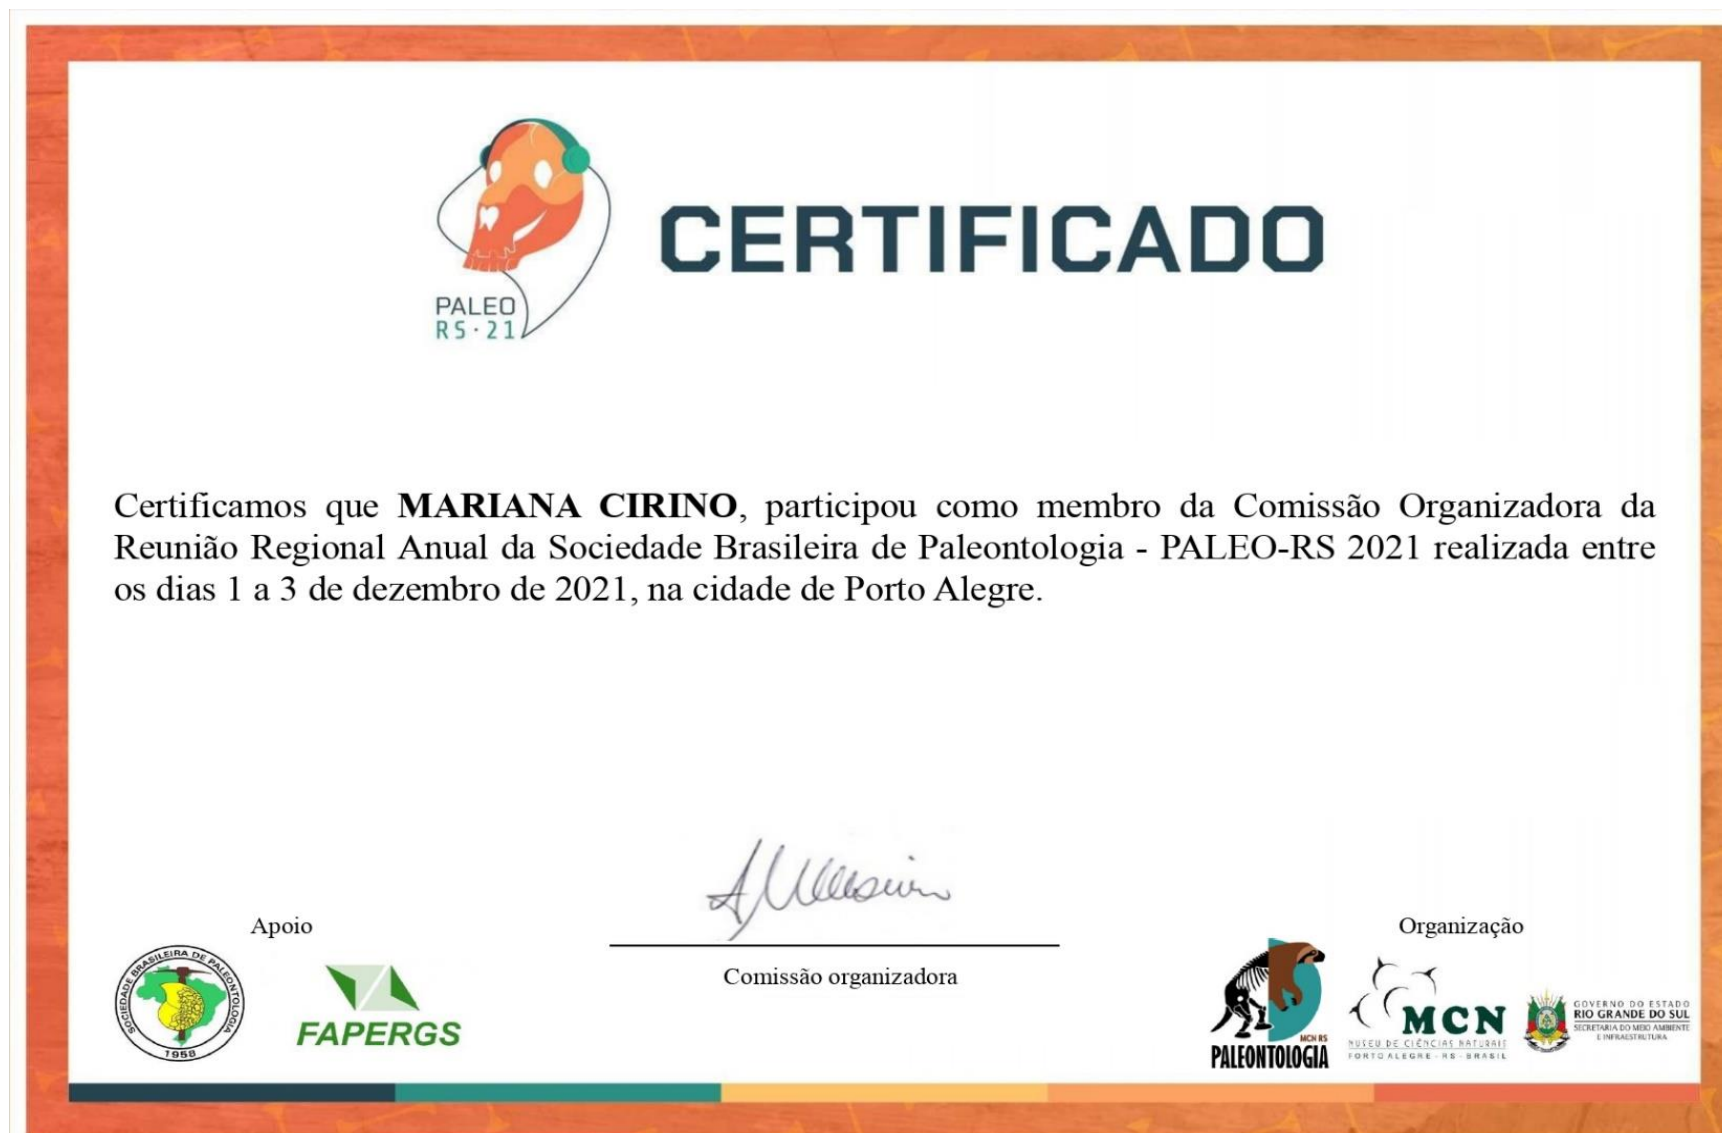 CERTIFICADO
PALEO
RS·21
Certificamos que MARIANA CIRINO, participou como membro da Comissão Organizadora da
Reunião Regional Anual da Sociedade Brasileira de Paleontologia - PALEO-RS 2021 realizada entre
os dias 1 a 3 de dezembro de 2021, na cidade de Porto Alegre.
Apoio
SOCIEDADE BRASILEIRA DE PALEONTOLOGIA
1958
FAPERGS
Comissão organizadora
Organização
MCN RS
PALEONTOLOGIA
MCN
MUSEU DE CIÊNCIAS NATURAIS
PORTO ALEGRE - RS - BRASIL
GOVERNO DO ESTADO
RIO GRANDE DO SUL
SECRETARIA DO MEIO AMBIENTE
E INFRAESTRUTURA